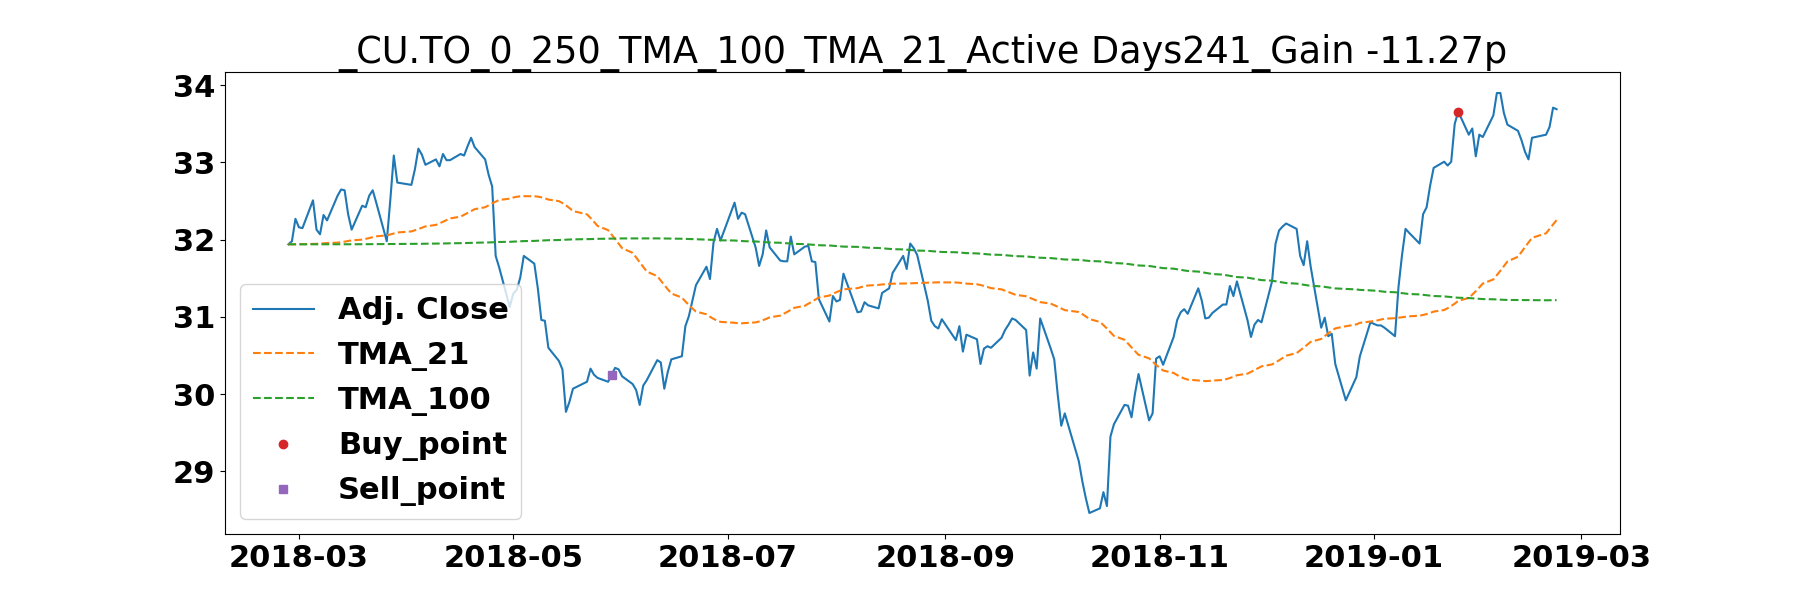 _CU.TO_0_250_TMA_100_TMA_21_Active Days241_Gain -11.27p
34
33
32
31
30
29
Adj. Close
TMA_21
TMA_100
Buy_point
Sell_point
2018-03 2018-05 2018-07 2018-09 2018-11 2019-01 2019-03